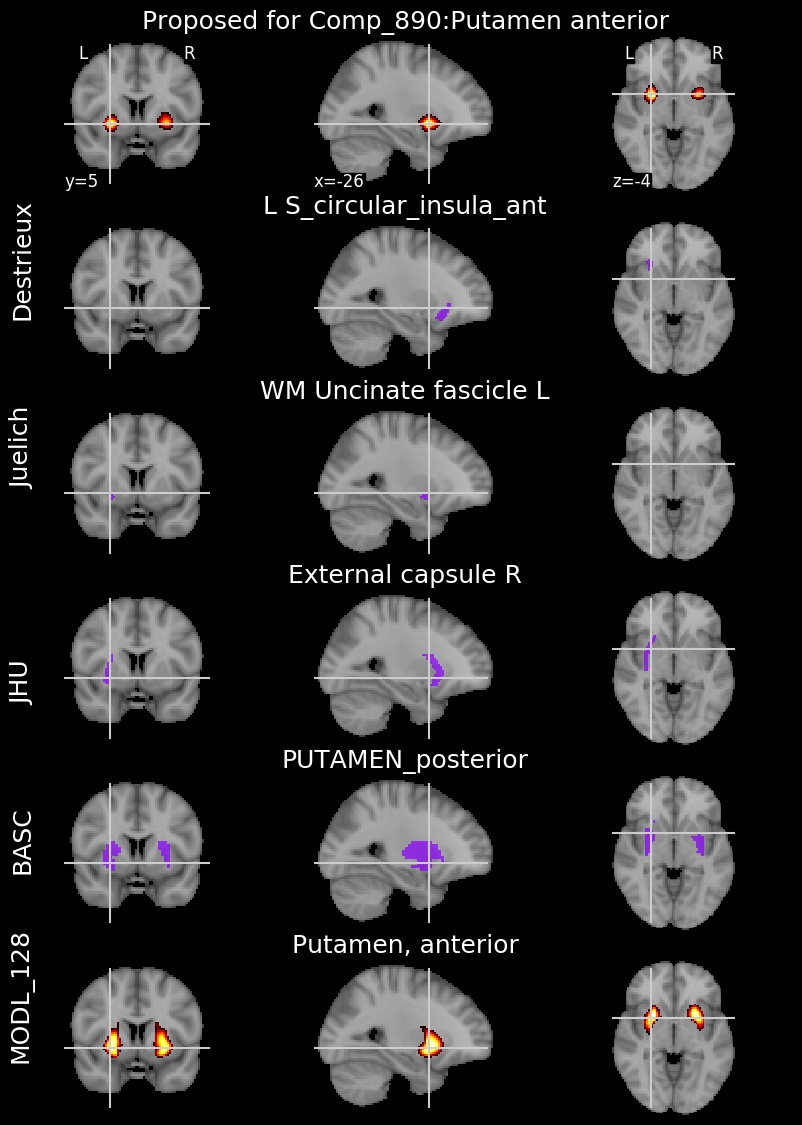 Proposed for Comp_890:Putamen anterior
L R L R
y=5 x=-26 z=-4
Destrieux
L S_circular_insula_ant
Juelich
WM Uncinate fascicle L
JHU
External capsule R
BASC
PUTAMEN_posterior
MODL_128
Putamen, anterior